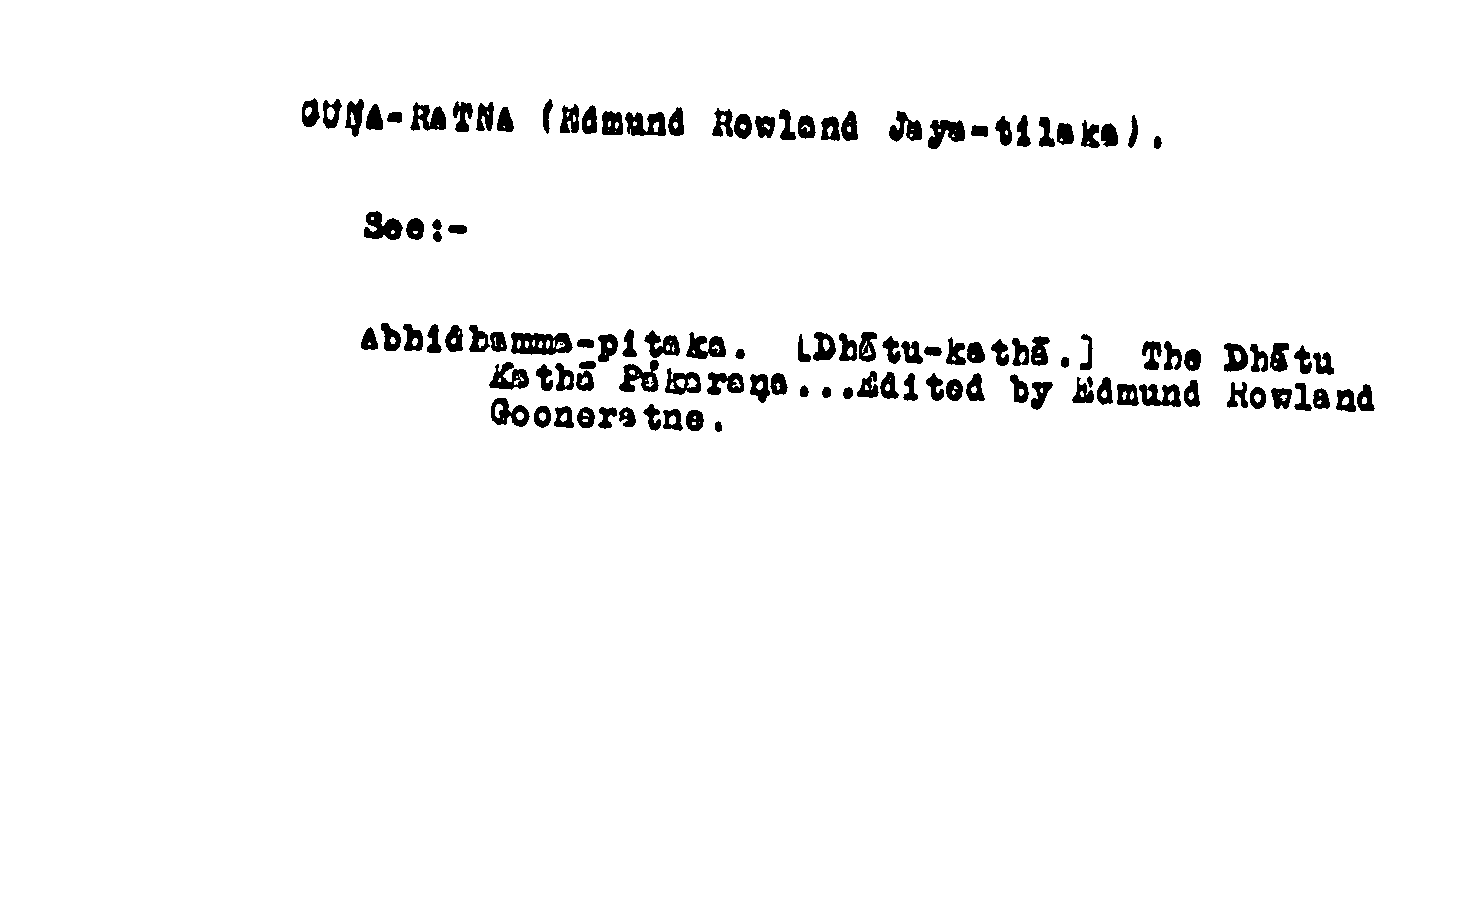 GUṆA-RATNA (Edmund Rowland Jaya-tilaka).
See:-
Abhidhamma-piṭaka. [Dhātu-kathā.] The Dhātu
Kathā Pakaraṇa...Edited by Edmund Rowland
Gooneratne.